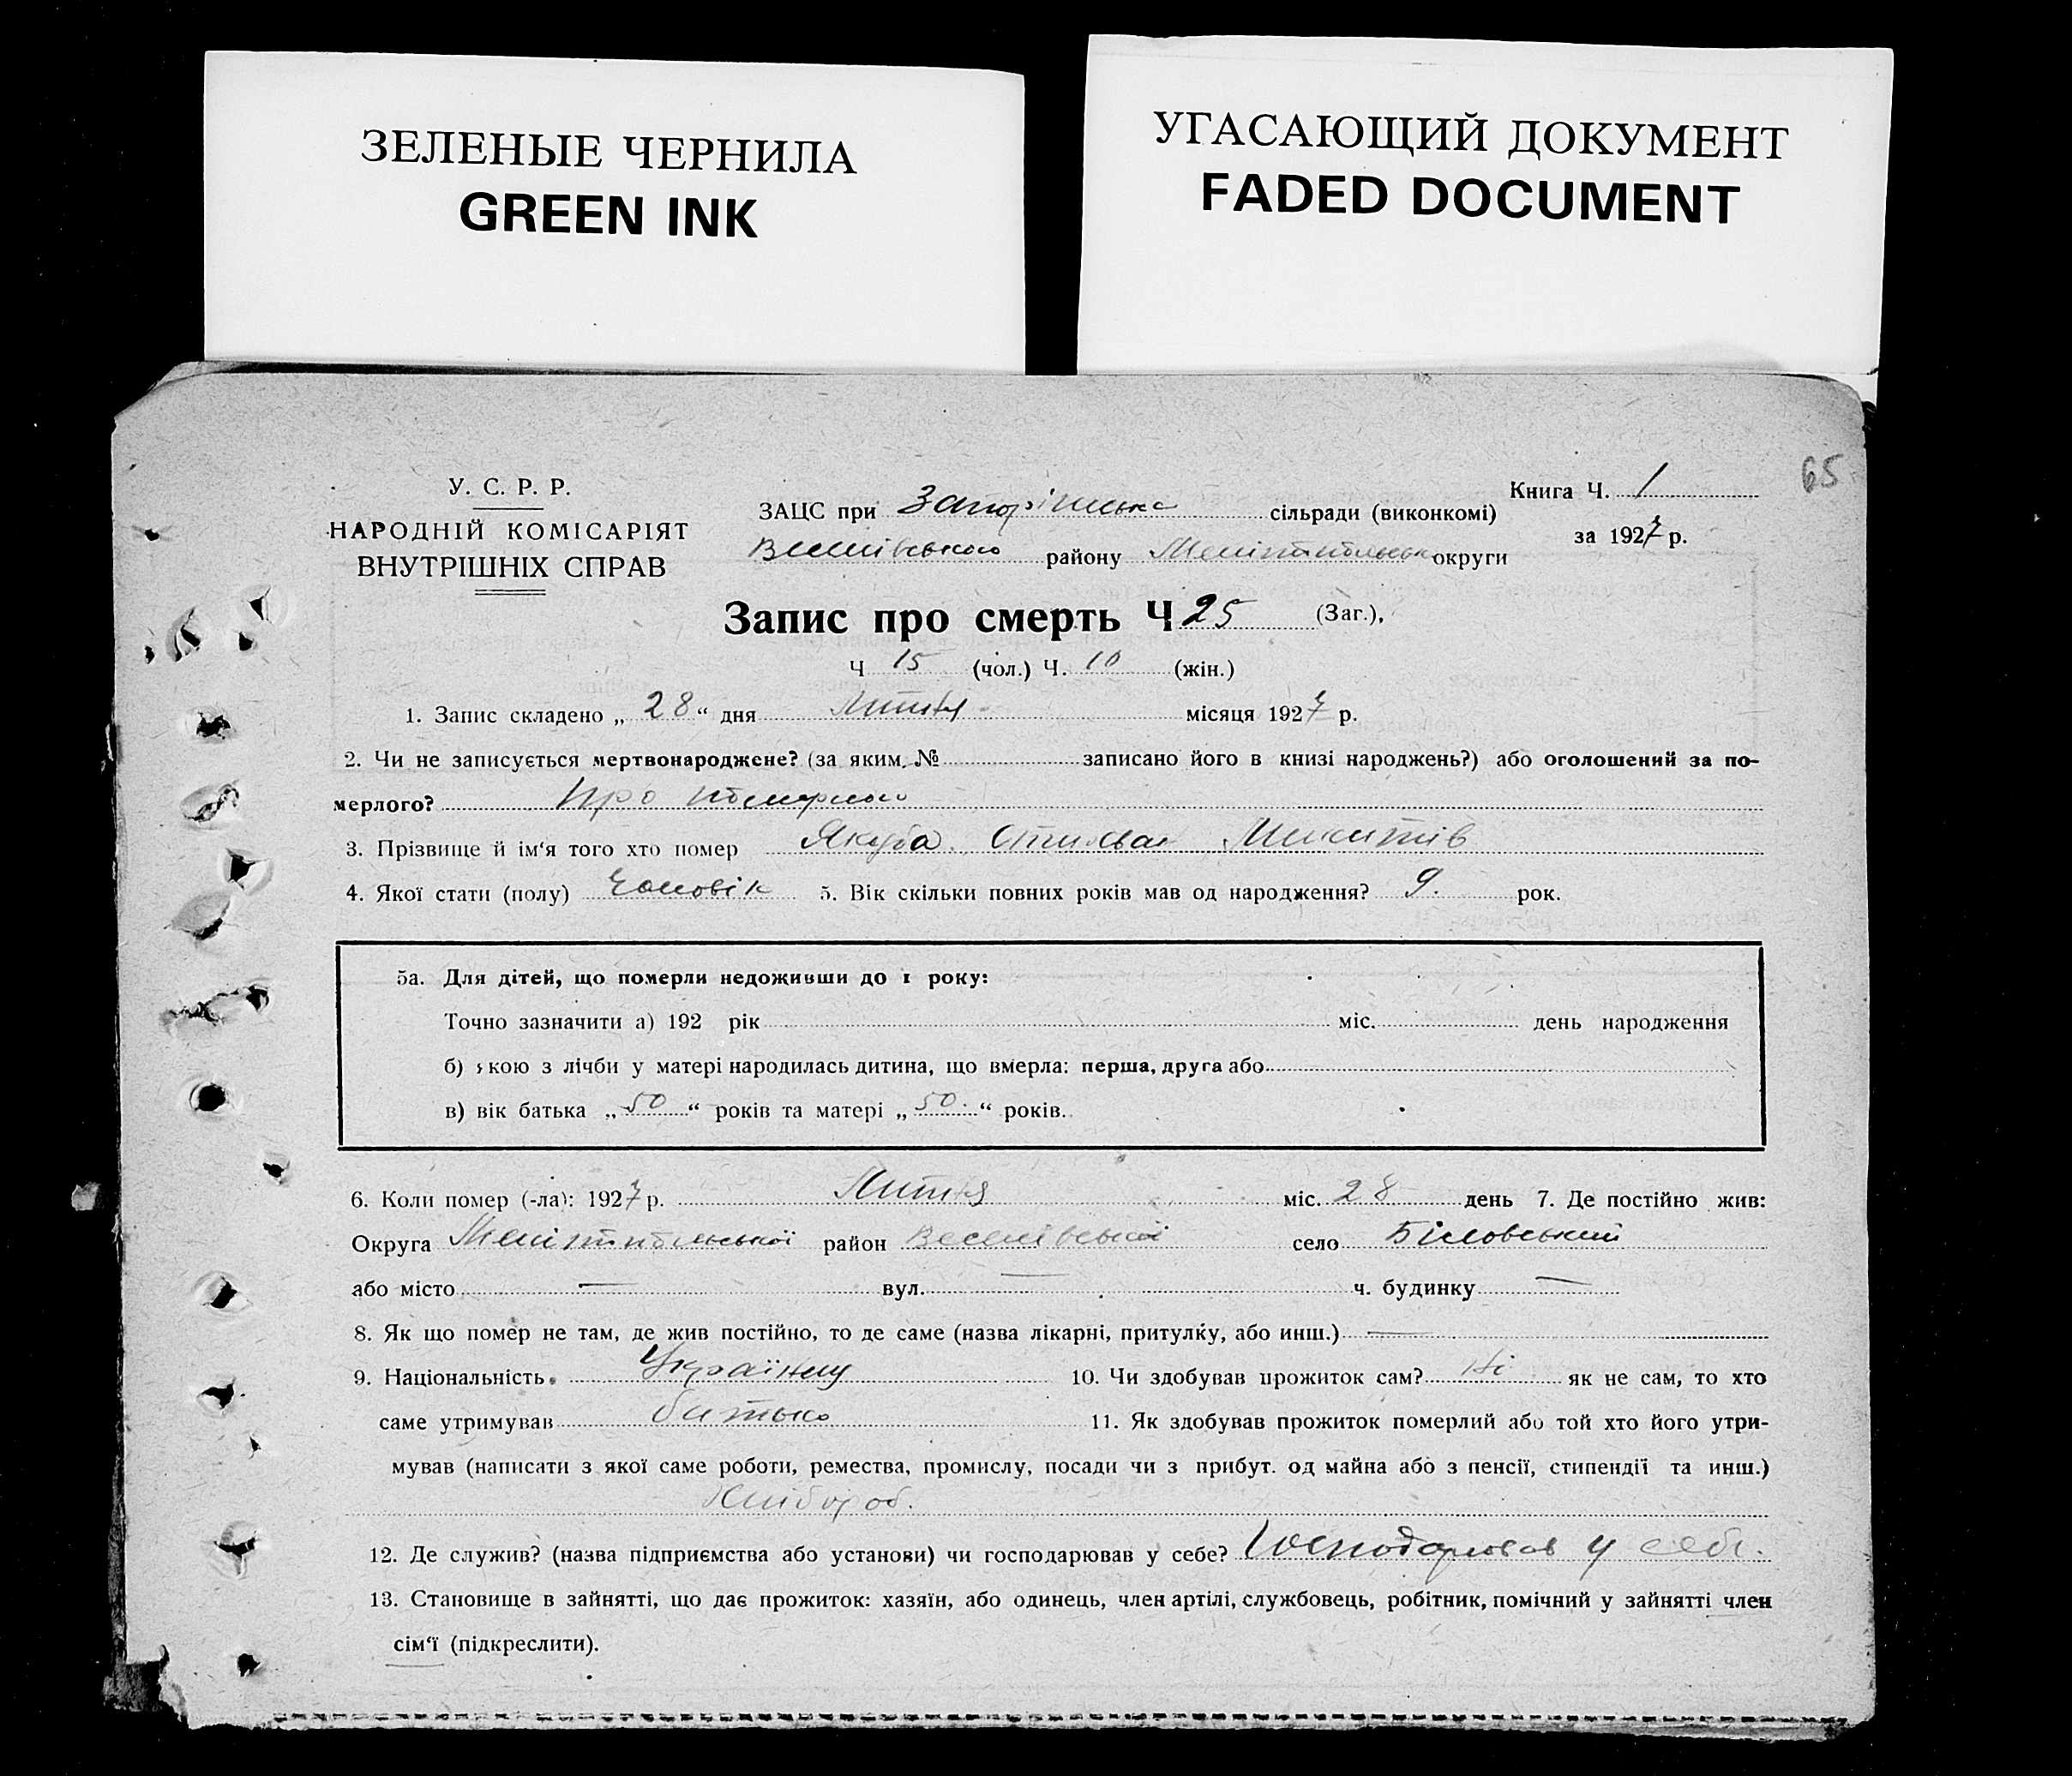 ЗЕЛЕНЫЕ ЧЕРНИЛА
GREEN INK
УГАСАЮЩИЙ ДОКУМЕНТ
FADED DOCUMENT
65
У. С. Р. Р.
НАРОДНІЙ КОМІСАРІЯТ
ВНУТРІШНІХ СПРАВ
Книга Ч. 1
за 1927 р.
ЗАЦС при сільради (виконкомі)
району округи
Запис про смерть Ч 25 (Заг.),
Ч 15 (чол.) Ч. 10 (жін.)
1. Запис складено „ 28 “ дня місяця 1927 р.
2. Чи не записується мертвонароджене? (за яким. № записано його в книзі народжень?) або оголошений за по-
мерлого? Про
3. Прізвище й ім‘я того хто помер Якуба
4. Якої стати (полу) Чоловік 5. Вік скільки повних років мав од народження? 9. рок.
5а. Для дітей, що померли недоживши до 1 року:
Точно зазначити а) 192 рік міс. день народження
б) якою з лічби у матері народилась дитина, що вмерла: перша, друга або
в) вік батька „ 50 “ років та матері „ 50. “ років.
6. Коли помер (-ла): 1927 р. міс. 28 день 7. Де постійно жив:
Округа район село
або місто — вул. — ч. будинку —
8. Як що помер не там, де жив постійно, то де саме (назва лікарні, притулку, або инш.) —
9. Національність 10. Чи здобував прожиток сам? Ні як не сам, то хто
саме утримував батько 11. Як здобував прожиток померлий або той хто його утри-
мував (написати з якої саме роботи, ремества, промислу, посади чи з прибут. од майна або з пенсії, стипендії та инш.)
12. Де служив? (назва підприємства або установи) чи господарював у себе? Господарював у себе.
13. Становище в зайнятті, що дає прожиток: хазяїн, або одинець, член артілі, службовець, робітник, помічний у зайнятті член
сім‘ї (підкреслити).